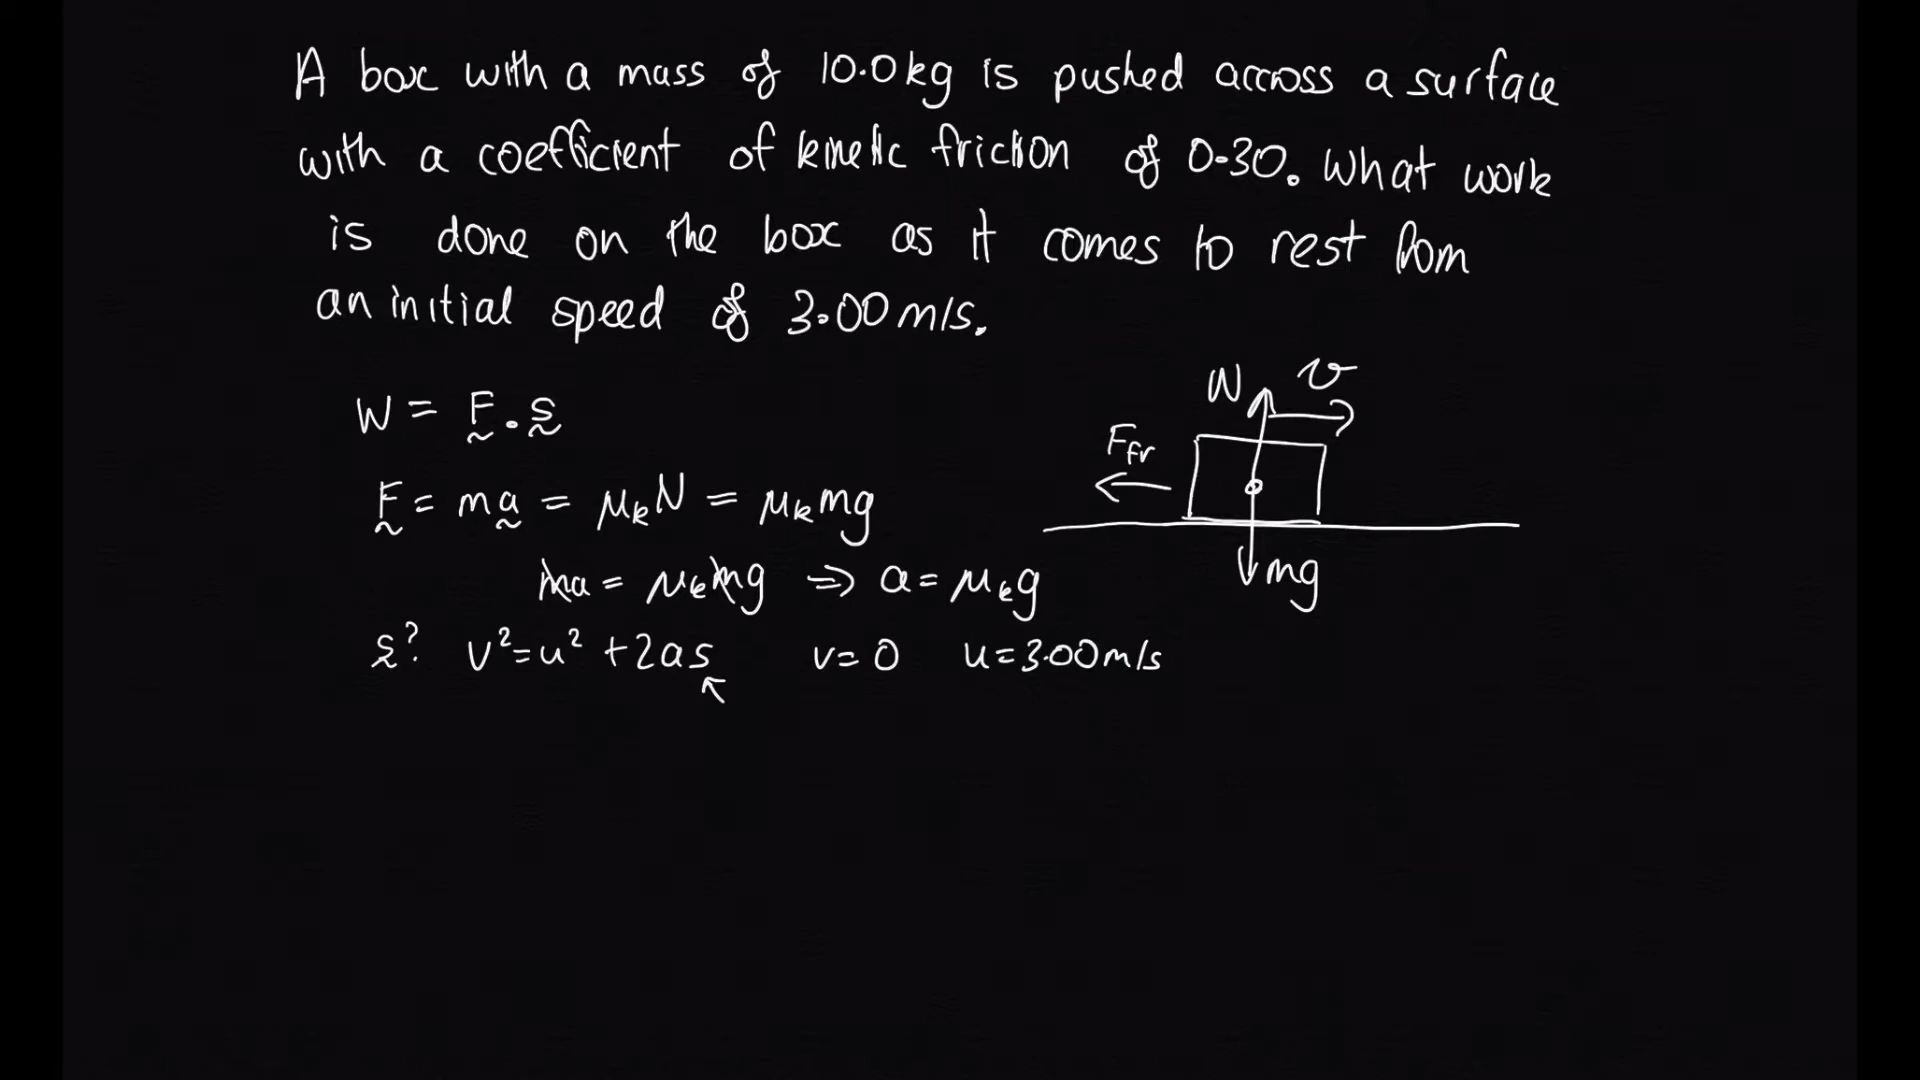 A box with a mass of 10.0kg is pushed across a surface
with a coefficient of kinetic friction of 0.30. What work
is done on the box as it comes to rest from
an initial speed of 3.00m/s.
W = F . s
F = ma = μkN = μkmg
ma = μkmg ⇒ a = μkg
s? v² = u² + 2as v = 0 u = 3.00m/s
N v
Ffr
mg